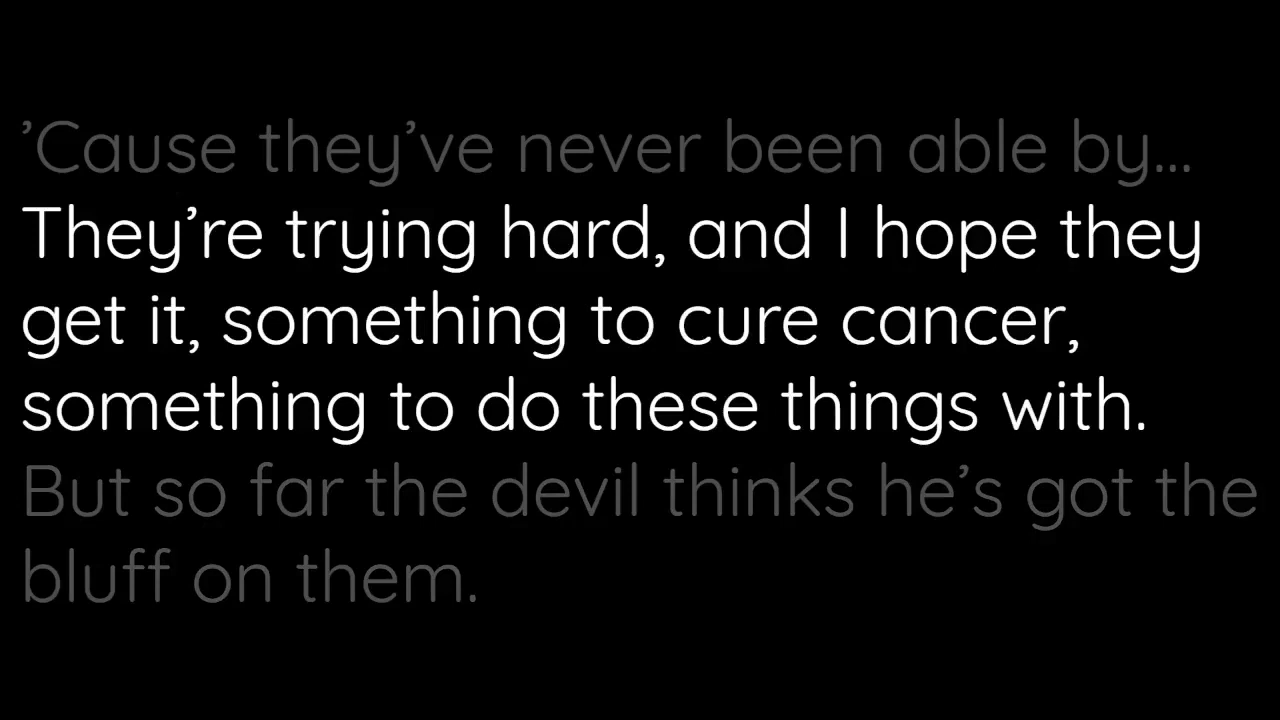 ’Cause they’ve never been able by...
They’re trying hard, and I hope they
get it, something to cure cancer,
something to do these things with.
But so far the devil thinks he’s got the
bluff on them.